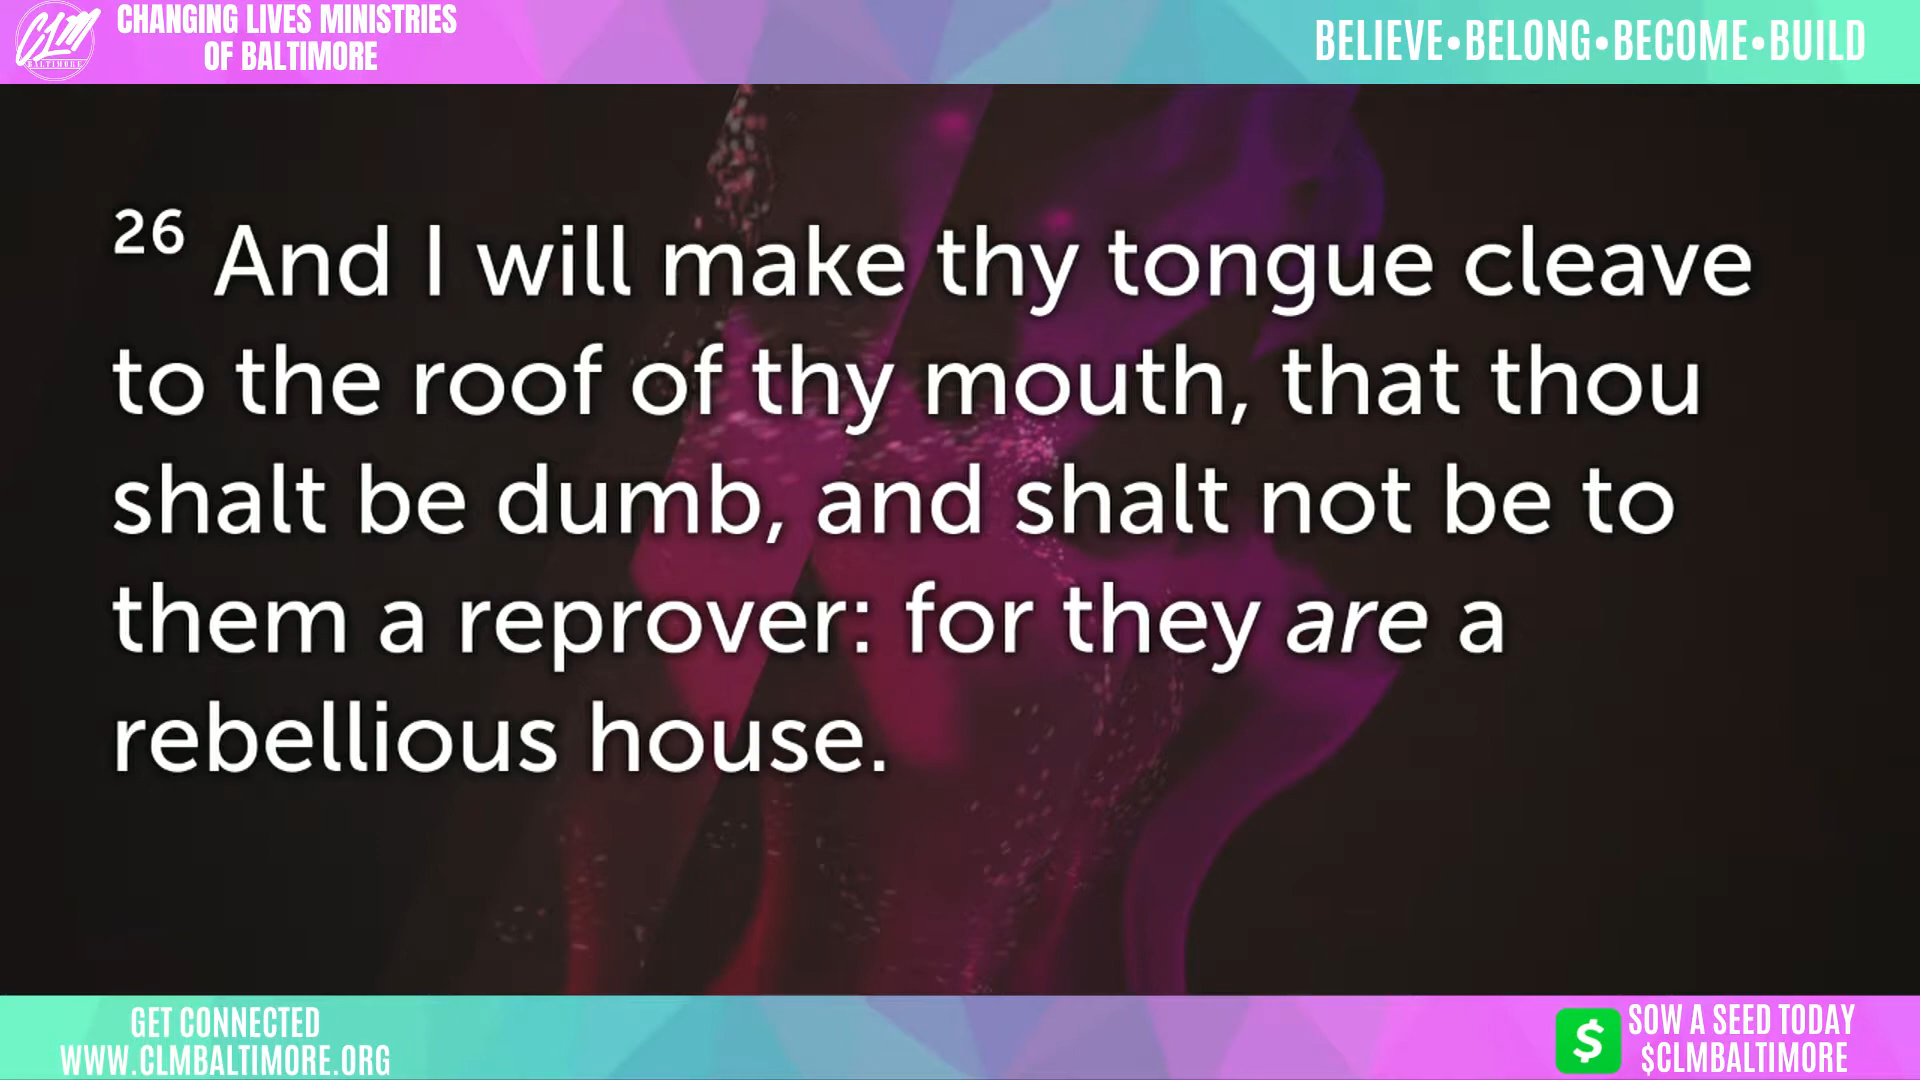 CLM
BALTIMORE
CHANGING LIVES MINISTRIES
OF BALTIMORE
BELIEVE•BELONG•BECOME•BUILD
26 And I will make thy tongue cleave
to the roof of thy mouth, that thou
shalt be dumb, and shalt not be to
them a reprover: for they are a
rebellious house.
GET CONNECTED
WWW.CLMBALTIMORE.ORG
$
SOW A SEED TODAY
$CLMBALTIMORE